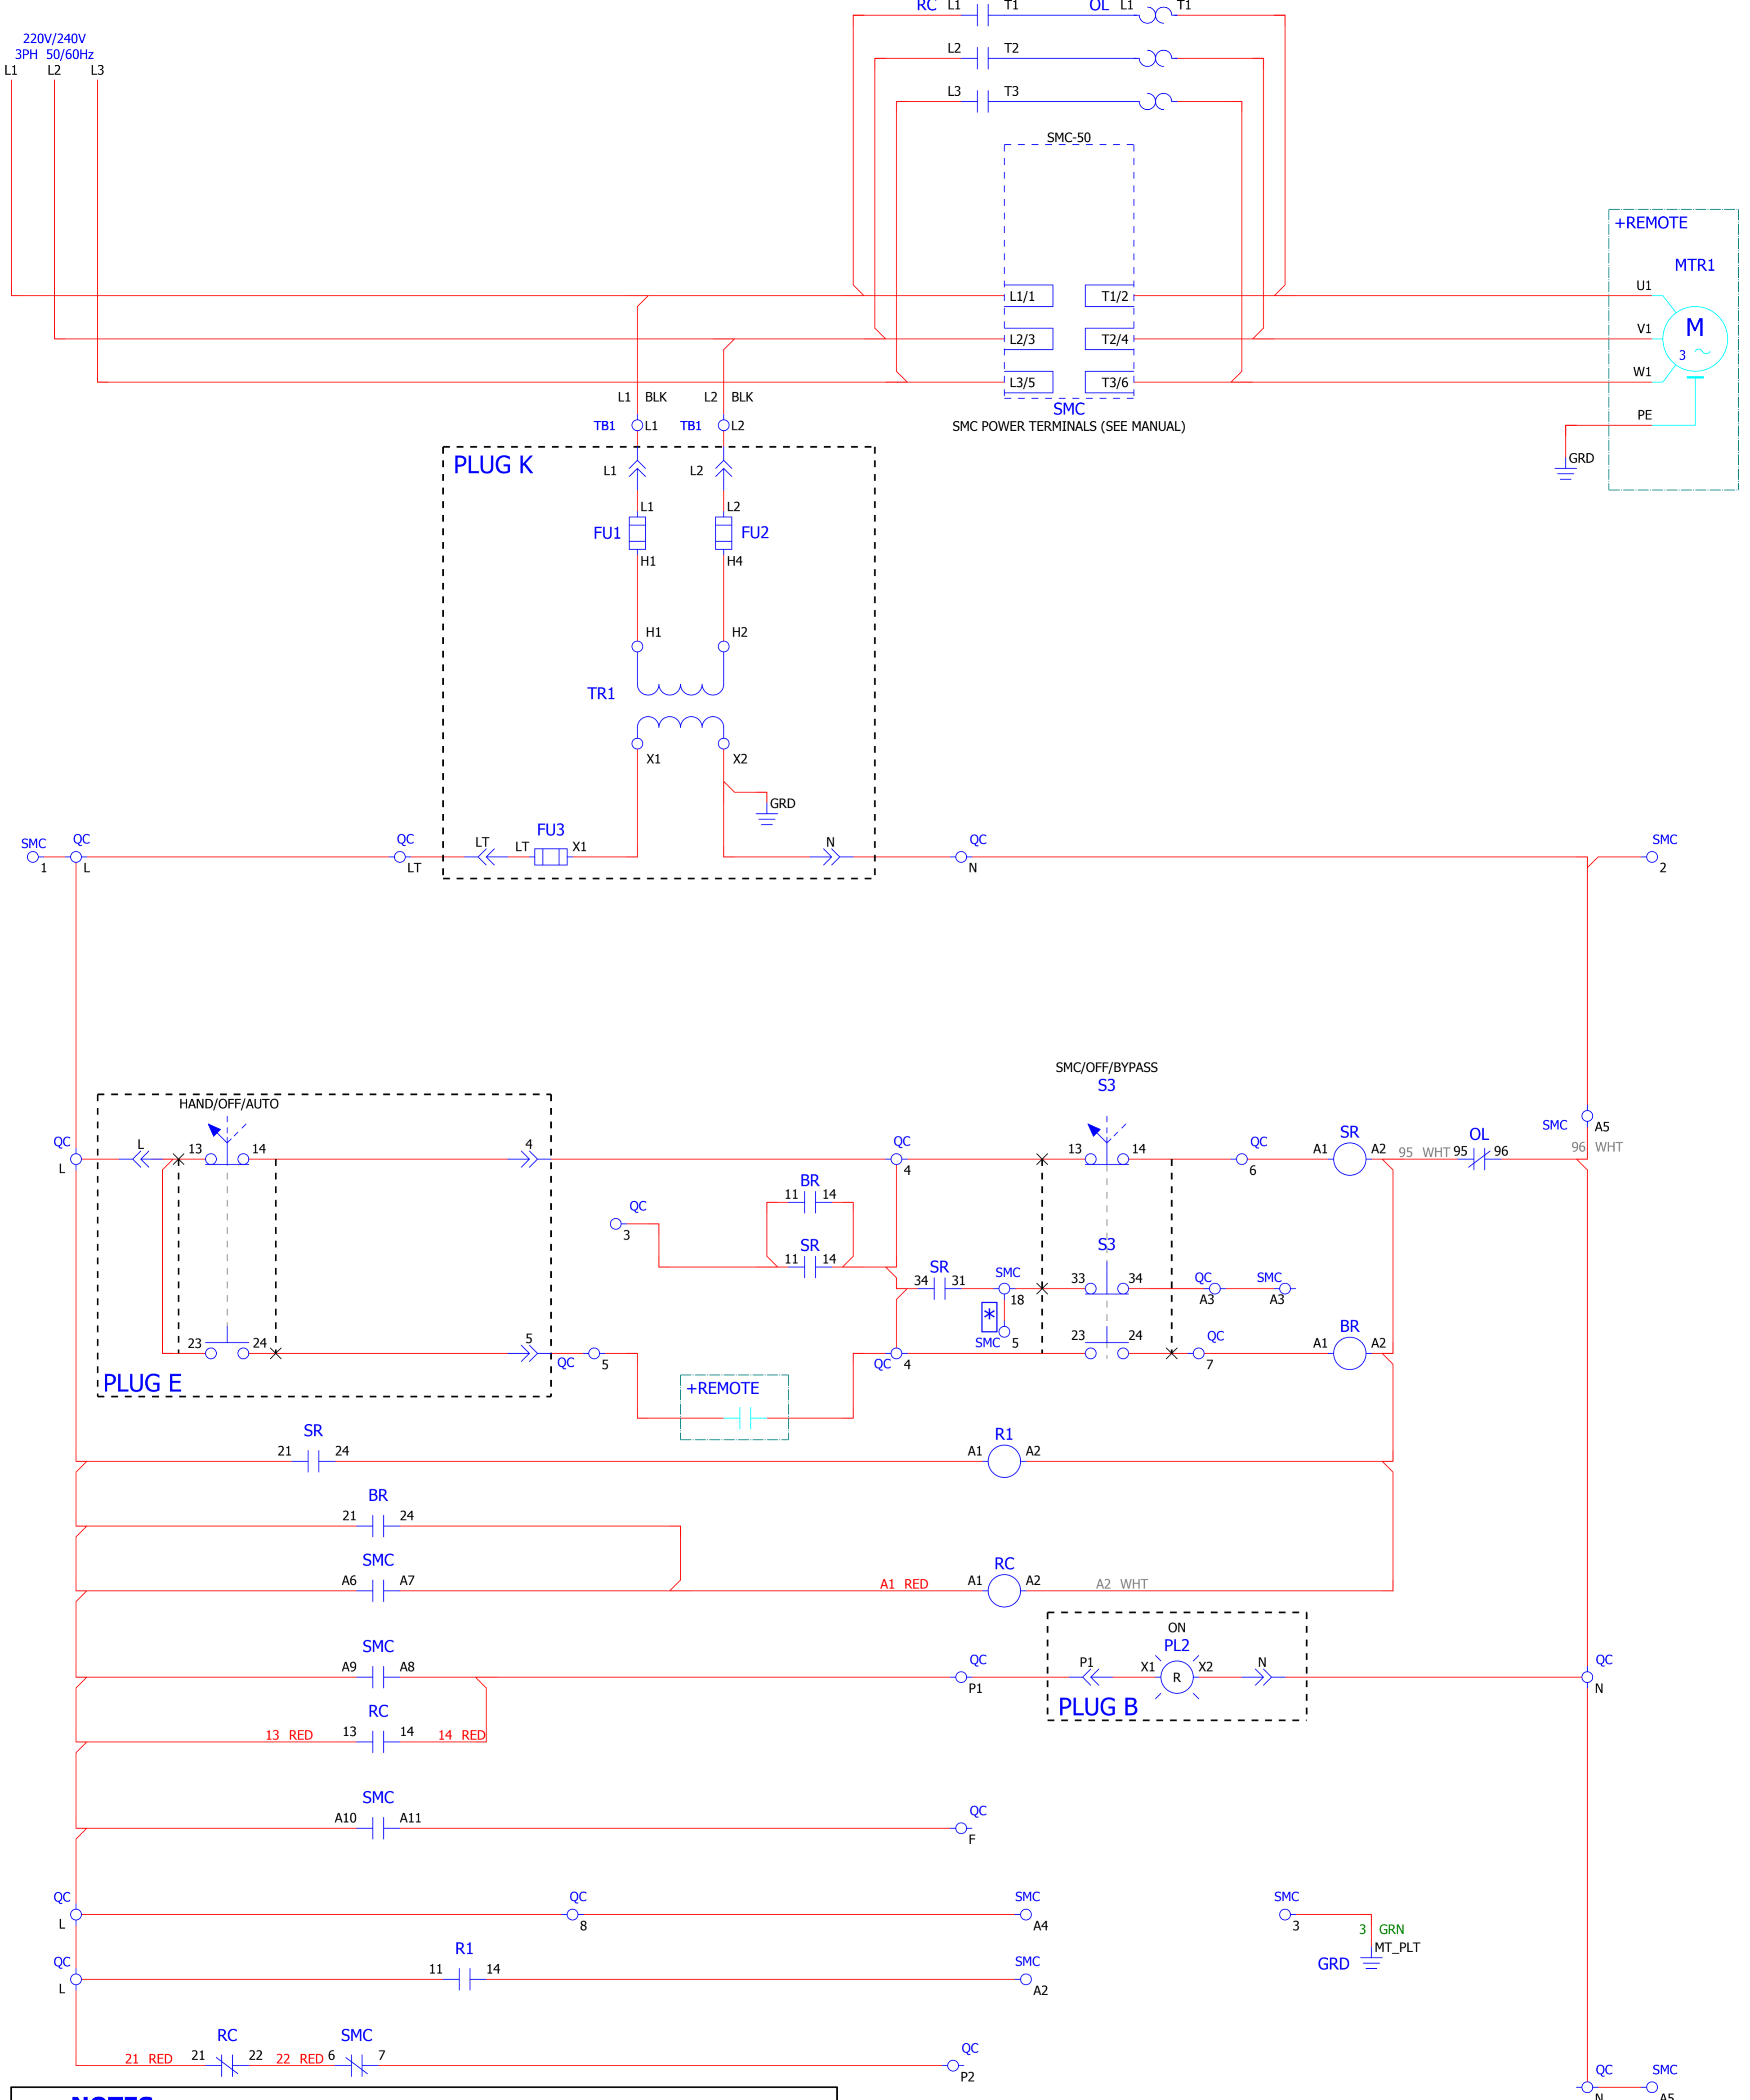 RC L1 T1 OL L1 T1
220V/240V
3PH 50/60Hz
L1 L2 L3
L2 T2
L3 T3
SMC-50
+REMOTE
MTR1
L1/1 T1/2 U1
L2/3 T2/4 V1 M
3
L3/5 T3/6 W1
L1 BLK L2 BLK
SMC
PE
TB1 L1 TB1 L2
SMC POWER TERMINALS (SEE MANUAL)
PLUG K
L1 L2
GRD
L1 L2
FU1 FU2
H1 H4
H1 H2
TR1
X1 X2
GRD
SMC QC QC FU3 QC SMC
LT LT X1 N
1 L LT N 2
SMC/OFF/BYPASS
S3
HAND/OFF/AUTO
SMC A5
QC L 13 14 4 QC 13 14 QC SR OL
A1 A2 95 WHT 95 96 96 WHT
L 4 6
BR
11 14
QC
3
SR S3
11 14
SR SMC
34 31 33 34 QC SMC
18 A3 A3
*
SMC 5
23 24 5 23 24 QC BR
A1 A2
QC 5 QC 4 7
PLUG E
+REMOTE
SR R1
21 24 A1 A2
BR
21 24
SMC RC
A6 A7 A1 RED A1 A2 A2 WHT
ON
SMC PL2
A9 A8 QC P1 X1 R X2 N QC
P1 N
RC PLUG B
13 RED 13 14 14 RED
SMC
A10 A11 QC
F
QC QC SMC SMC
L 8 A4 3
3 GRN
MT_PLT
GRD
QC R1 SMC
11 14
L A2
RC SMC
21 RED 21 22 22 RED 6 7 QC
P2
QC SMC
N A5
NOTES